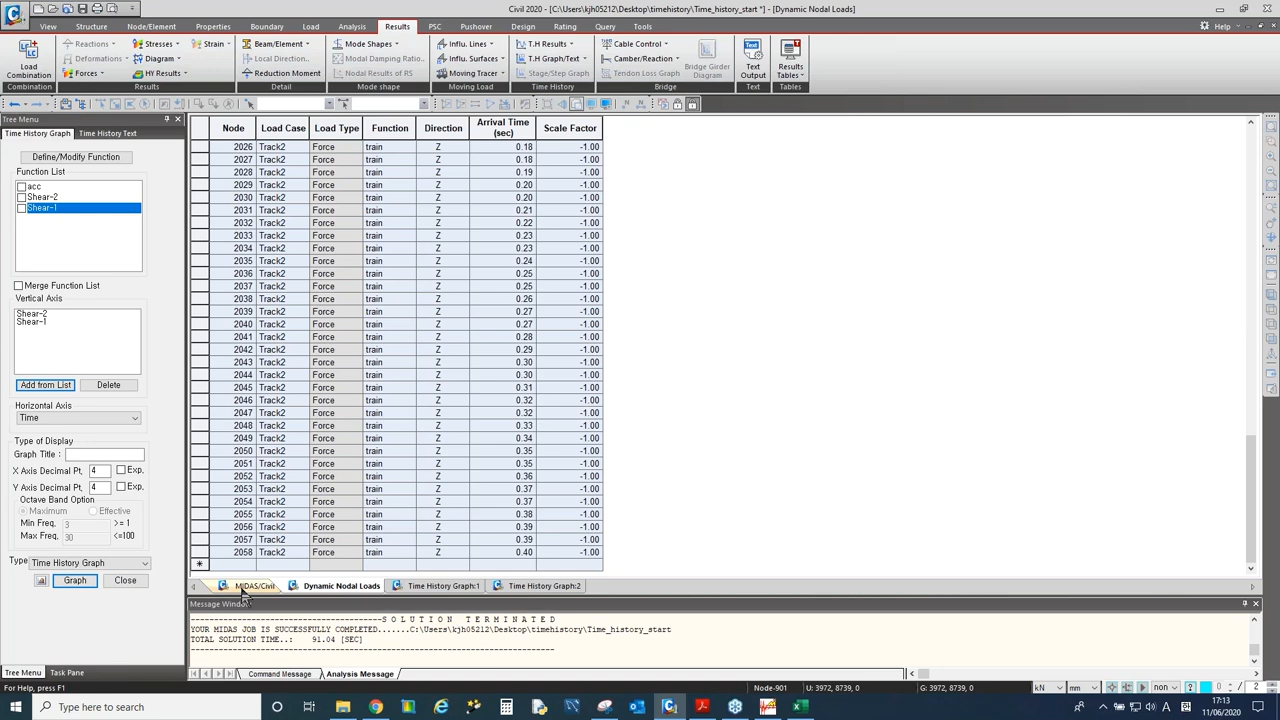 Civil 2020 - [C:\Users\kjh05212\Desktop\timehistory\Time_history_start *] - [Dynamic Nodal Loads]
View Structure Node/Element Properties Boundary Load Analysis Results PSC Pushover Design Rating Query Tools Help
Load Combination
Reactions
Deformations
Forces
Stresses
Diagram
HY Results
Strain
Beam/Element
Local Direction..
Reduction Moment
Mode Shapes
Modal Damping Ratio..
Nodal Results of RS
Influ. Lines
Influ. Surfaces
Moving Tracer
T.H Results
T.H Graph/Text
Stage/Step Graph
Cable Control
Camber/Reaction
Tendon Loss Graph
Bridge Girder Diagram
Text Output
Results Tables
Combination Results Detail Mode shape Moving Load Time History Bridge Text Tables
Tree Menu
Time History Graph Time History Text
Define/Modify Function
Function List
acc
Shear-2
Shear-1
Merge Function List
Vertical Axis
Shear-2
Shear-1
Add from List Delete
Horizontal Axis
Time
Type of Display
Graph Title :
X Axis Decimal Pt, 4 Exp,
Y Axis Decimal Pt, 4 Exp,
Octave Band Option
Maximum Effective
Min Freq, 3 >= 1
Max Freq, 30 <=100
Type Time History Graph
Graph Close
Tree Menu Task Pane
Node Load Case Load Type Function Direction Arrival Time (sec) Scale Factor
2026 Track2 Force train Z 0.18 -1.00
2027 Track2 Force train Z 0.18 -1.00
2028 Track2 Force train Z 0.19 -1.00
2029 Track2 Force train Z 0.20 -1.00
2030 Track2 Force train Z 0.20 -1.00
2031 Track2 Force train Z 0.21 -1.00
2032 Track2 Force train Z 0.22 -1.00
2033 Track2 Force train Z 0.23 -1.00
2034 Track2 Force train Z 0.23 -1.00
2035 Track2 Force train Z 0.24 -1.00
2036 Track2 Force train Z 0.25 -1.00
2037 Track2 Force train Z 0.25 -1.00
2038 Track2 Force train Z 0.26 -1.00
2039 Track2 Force train Z 0.27 -1.00
2040 Track2 Force train Z 0.27 -1.00
2041 Track2 Force train Z 0.28 -1.00
2042 Track2 Force train Z 0.29 -1.00
2043 Track2 Force train Z 0.30 -1.00
2044 Track2 Force train Z 0.30 -1.00
2045 Track2 Force train Z 0.31 -1.00
2046 Track2 Force train Z 0.32 -1.00
2047 Track2 Force train Z 0.32 -1.00
2048 Track2 Force train Z 0.33 -1.00
2049 Track2 Force train Z 0.34 -1.00
2050 Track2 Force train Z 0.35 -1.00
2051 Track2 Force train Z 0.35 -1.00
2052 Track2 Force train Z 0.36 -1.00
2053 Track2 Force train Z 0.37 -1.00
2054 Track2 Force train Z 0.37 -1.00
2055 Track2 Force train Z 0.38 -1.00
2056 Track2 Force train Z 0.39 -1.00
2057 Track2 Force train Z 0.39 -1.00
2058 Track2 Force train Z 0.40 -1.00
MIDAS/Civil Dynamic Nodal Loads Time History Graph:1 Time History Graph:2
Message Window
S O L U T I O N T E R M I N A T E D
YOUR MIDAS JOB IS SUCCESSFULLY COMPLETED.......C:\Users\kjh05212\Desktop\timehistory\Time_history_start
TOTAL SOLUTION TIME..: 91.04 [SEC]
Command Message Analysis Message
For Help, press F1 Node-901 U: 3972, 8739, 0 G: 3972, 8739, 0 kN mm non 2
Type here to search
17:13
11/06/2020